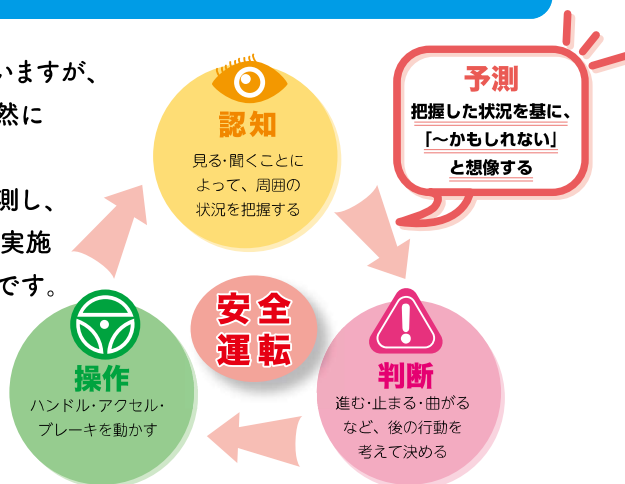 いますが、
然に
測し、
実施
です。
認知
見る・聞くことに
よって、周囲の
状況を把握する
予測
把握した状況を基に、
「～かもしれない」
と想像する
安全
運転
判断
進む・止まる・曲がる
など、後の行動を
考えて決める
操作
ハンドル・アクセル・
ブレーキを動かす